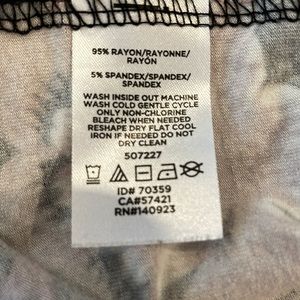 95% RAYON/RAYONNE/
RAYÓN
5% SPANDEX/SPANDEX/
SPANDEX
WASH INSIDE OUT MACHINE
WASH COLD GENTLE CYCLE
ONLY NON-CHLORINE
BLEACH WHEN NEEDED
RESHAPE DRY FLAT COOL
IRON IF NEEDED DO NOT
DRY CLEAN
507227
ID# 70359
CA#57421
RN#140923